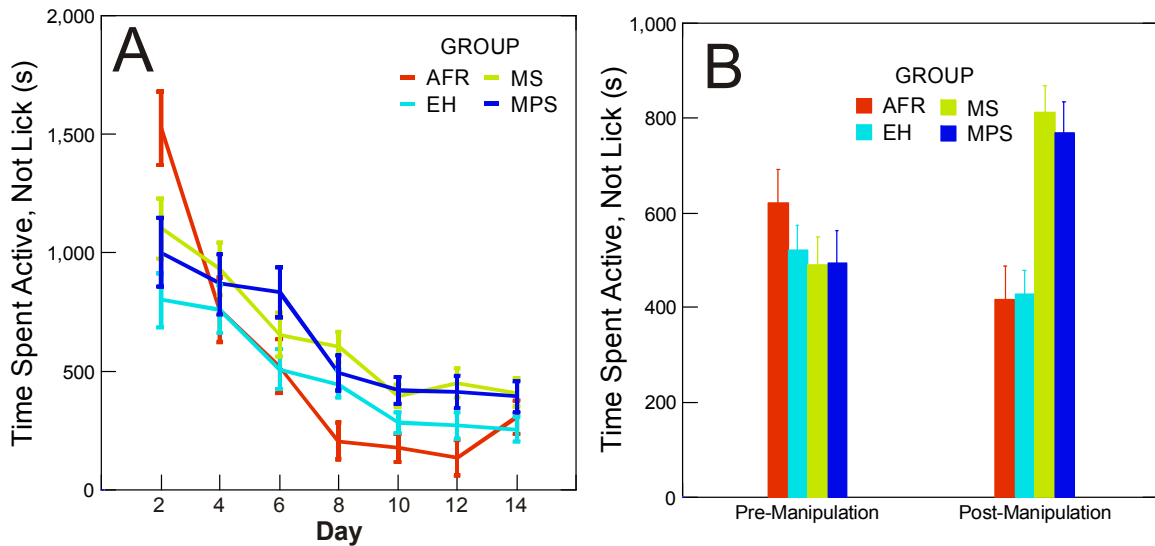 A
GROUP
AFR MS
EH MPS
Time Spent Active, Not Lick (s)
2,000
1,500
1,000
500
0
2 4 6 8 10 12 14
Day
B
GROUP
AFR MS
EH MPS
Time Spent Active, Not Lick (s)
1,000
800
600
400
200
0
Pre-Manipulation Post-Manipulation